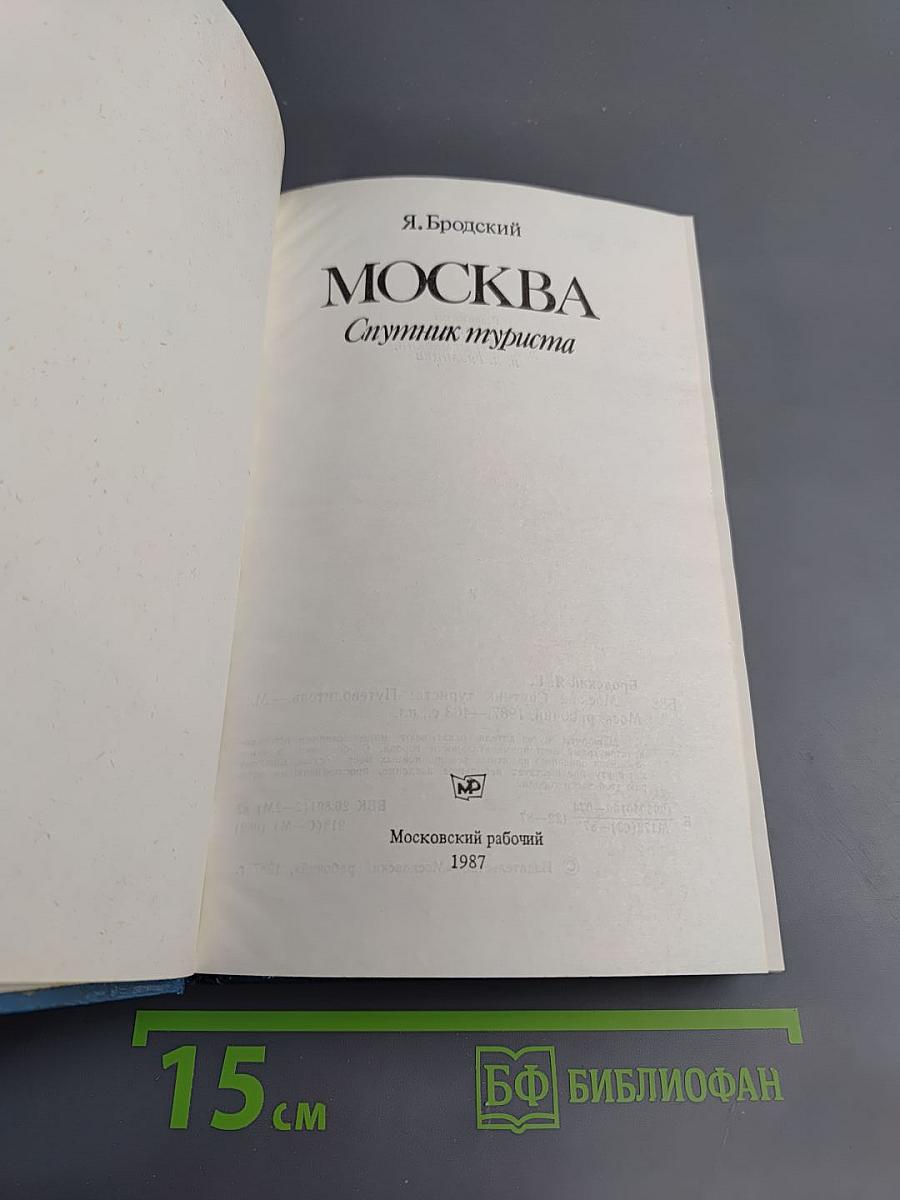 Я. Бродский
МОСКВА
Спутник туриста
МР
Московский рабочий
1987
15 см
БФ БИБЛИОФАН